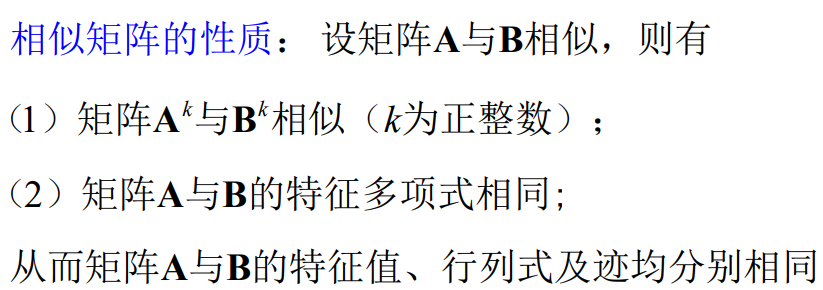 相似矩阵的性质： 设矩阵A与B相似，则有
（1）矩阵Aᵏ与Bᵏ相似（k为正整数）；
（2）矩阵A与B的特征多项式相同;
从而矩阵A与B的特征值、行列式及迹均分别相同